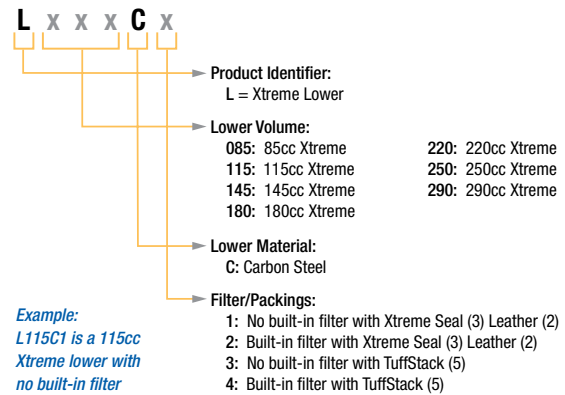 L x x x C x
Product Identifier:
L = Xtreme Lower
Lower Volume:
085: 85cc Xtreme 220: 220cc Xtreme
115: 115cc Xtreme 250: 250cc Xtreme
145: 145cc Xtreme 290: 290cc Xtreme
180: 180cc Xtreme
Lower Material:
C: Carbon Steel
Filter/Packings:
1: No built-in filter with Xtreme Seal (3) Leather (2)
2: Built-in filter with Xtreme Seal (3) Leather (2)
3: No built-in filter with TuffStack (5)
4: Built-in filter with TuffStack (5)
Example:
L115C1 is a 115cc
Xtreme lower with
no built-in filter